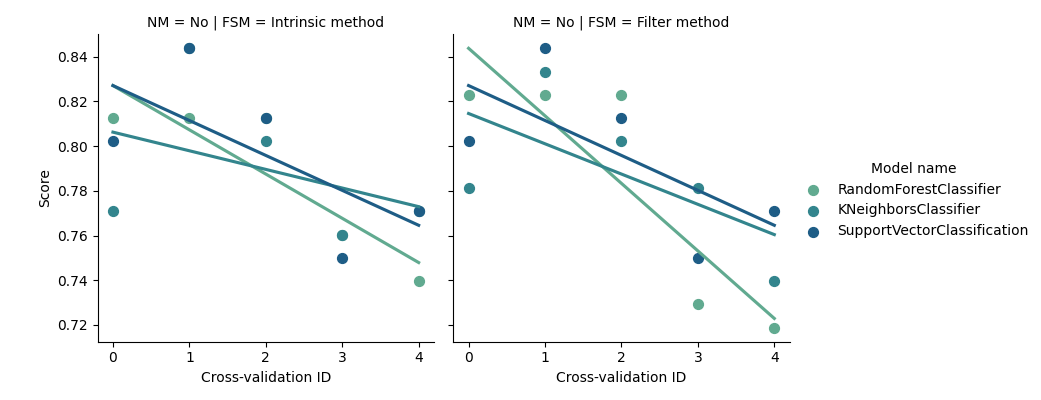 NM = No | FSM = Intrinsic method
NM = No | FSM = Filter method
0.84
0.82
0.80
0.78
0.76
0.74
0.72
Score
0 1 2 3 4
0 1 2 3 4
Cross-validation ID
Cross-validation ID
Model name
RandomForestClassifier
KNeighborsClassifier
SupportVectorClassification